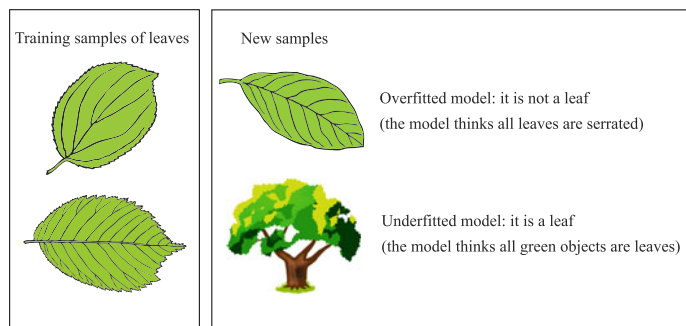 Training samples of leaves
New samples
Overfitted model: it is not a leaf
(the model thinks all leaves are serrated)
Underfitted model: it is a leaf
(the model thinks all green objects are leaves)